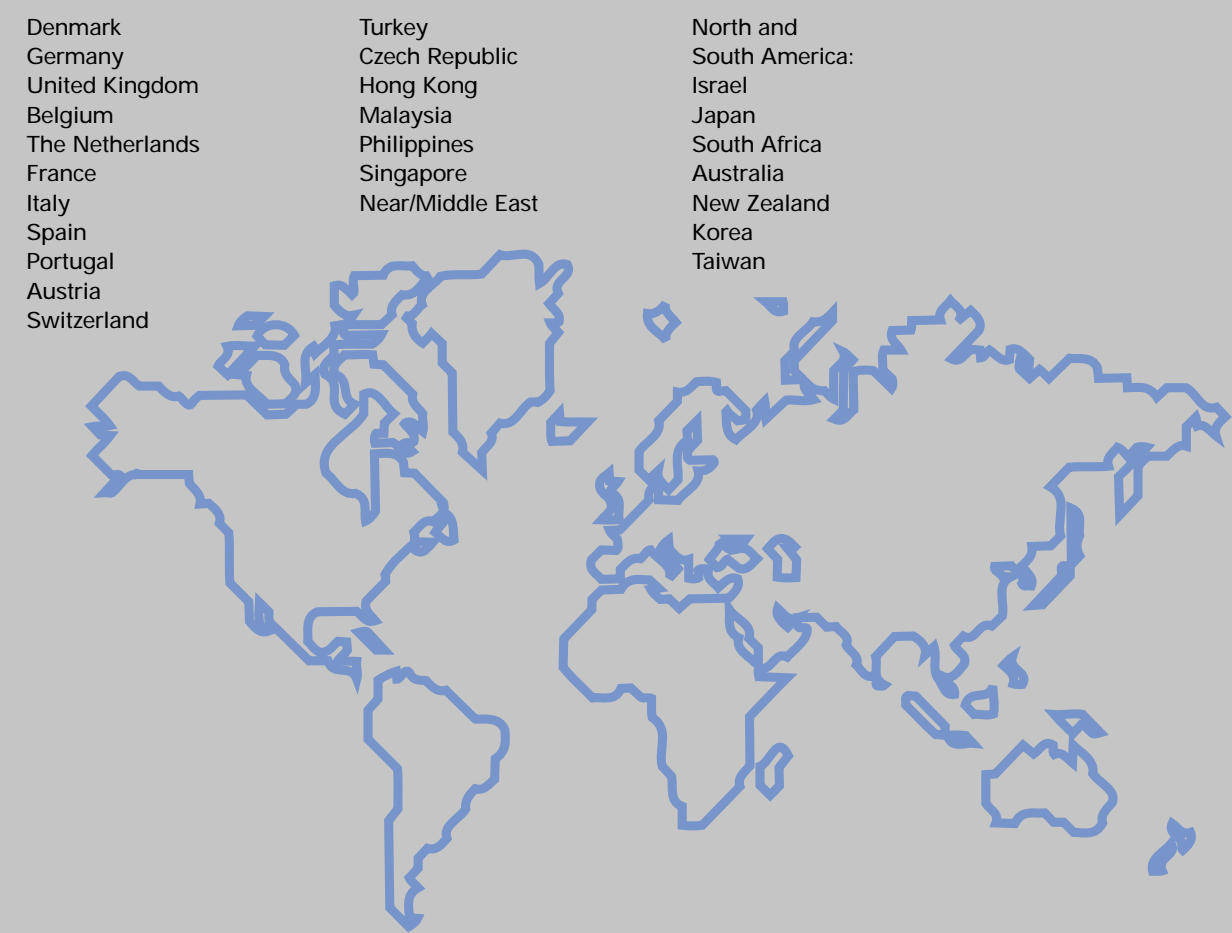 Denmark
Germany
United Kingdom
Belgium
The Netherlands
France
Italy
Spain
Portugal
Austria
Switzerland
Turkey
Czech Republic
Hong Kong
Malaysia
Philippines
Singapore
Near/Middle East
North and
South America:
Israel
Japan
South Africa
Australia
New Zealand
Korea
Taiwan